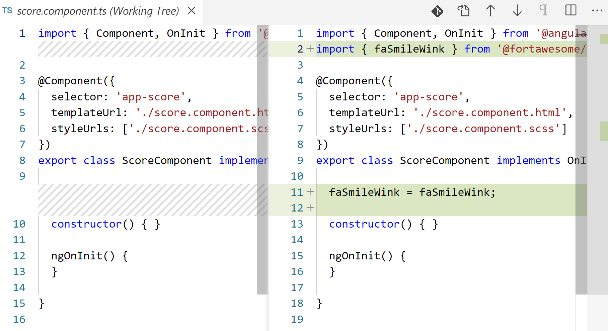 TS score.component.ts (Working Tree) ×
1 import { Component, OnInit } from '@
2
3 @Component({
4 selector: 'app-score',
5 templateUrl: './score.component.ht
6 styleUrls: ['./score.component.scs
7 })
8 export class ScoreComponent implemen
9
10 constructor() { }
11
12 ngOnInit() {
13 }
14
15 }
16
1 import { Component, OnInit } from '@angula
2+ import { faSmileWink } from '@fortawesome/
3
4 @Component({
5 selector: 'app-score',
6 templateUrl: './score.component.html',
7 styleUrls: ['./score.component.scss']
8 })
9 export class ScoreComponent implements OnI
10
11+ faSmileWink = faSmileWink;
12+
13 constructor() { }
14
15 ngOnInit() {
16 }
17
18 }
19